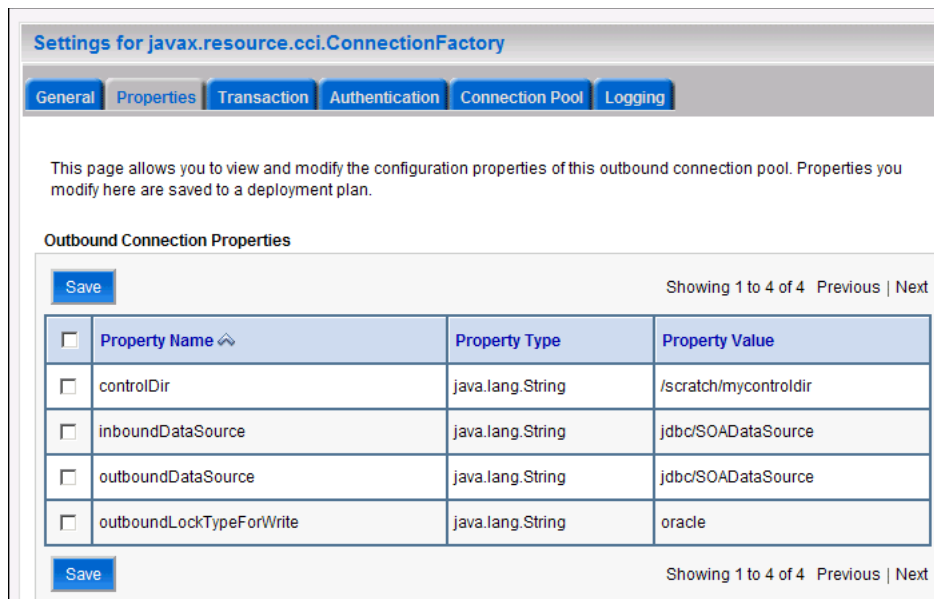 Settings for javax.resource.cci.ConnectionFactory
General Properties Transaction Authentication Connection Pool Logging
This page allows you to view and modify the configuration properties of this outbound connection pool. Properties you
modify here are saved to a deployment plan.
Outbound Connection Properties
Save Showing 1 to 4 of 4 Previous | Next
Property Name Property Type Property Value
controlDir java.lang.String /scratch/mycontroldir
inboundDataSource java.lang.String jdbc/SOADataSource
outboundDataSource java.lang.String jdbc/SOADataSource
outboundLockTypeForWrite java.lang.String oracle
Save Showing 1 to 4 of 4 Previous | Next